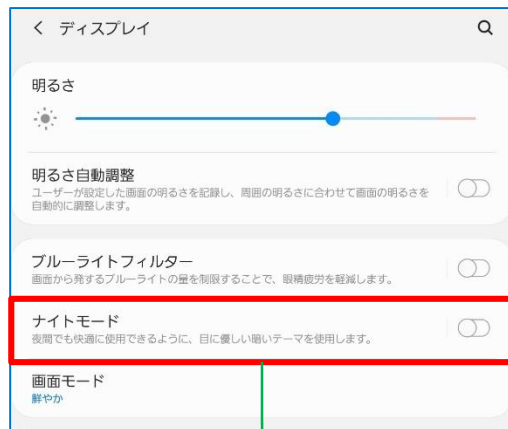 ディスプレイ
明るさ
明るさ自動調整
ユーザーが設定した画面の明るさを記録し、周囲の明るさに合わせて画面の明るさを
自動的に調整します。
ブルーライトフィルター
画面から発するブルーライトの量を制限することで、眼精疲労を軽減します。
ナイトモード
夜間でも快適に使用できるように、目に優しい暗いテーマを使用します。
画面モード
鮮やか